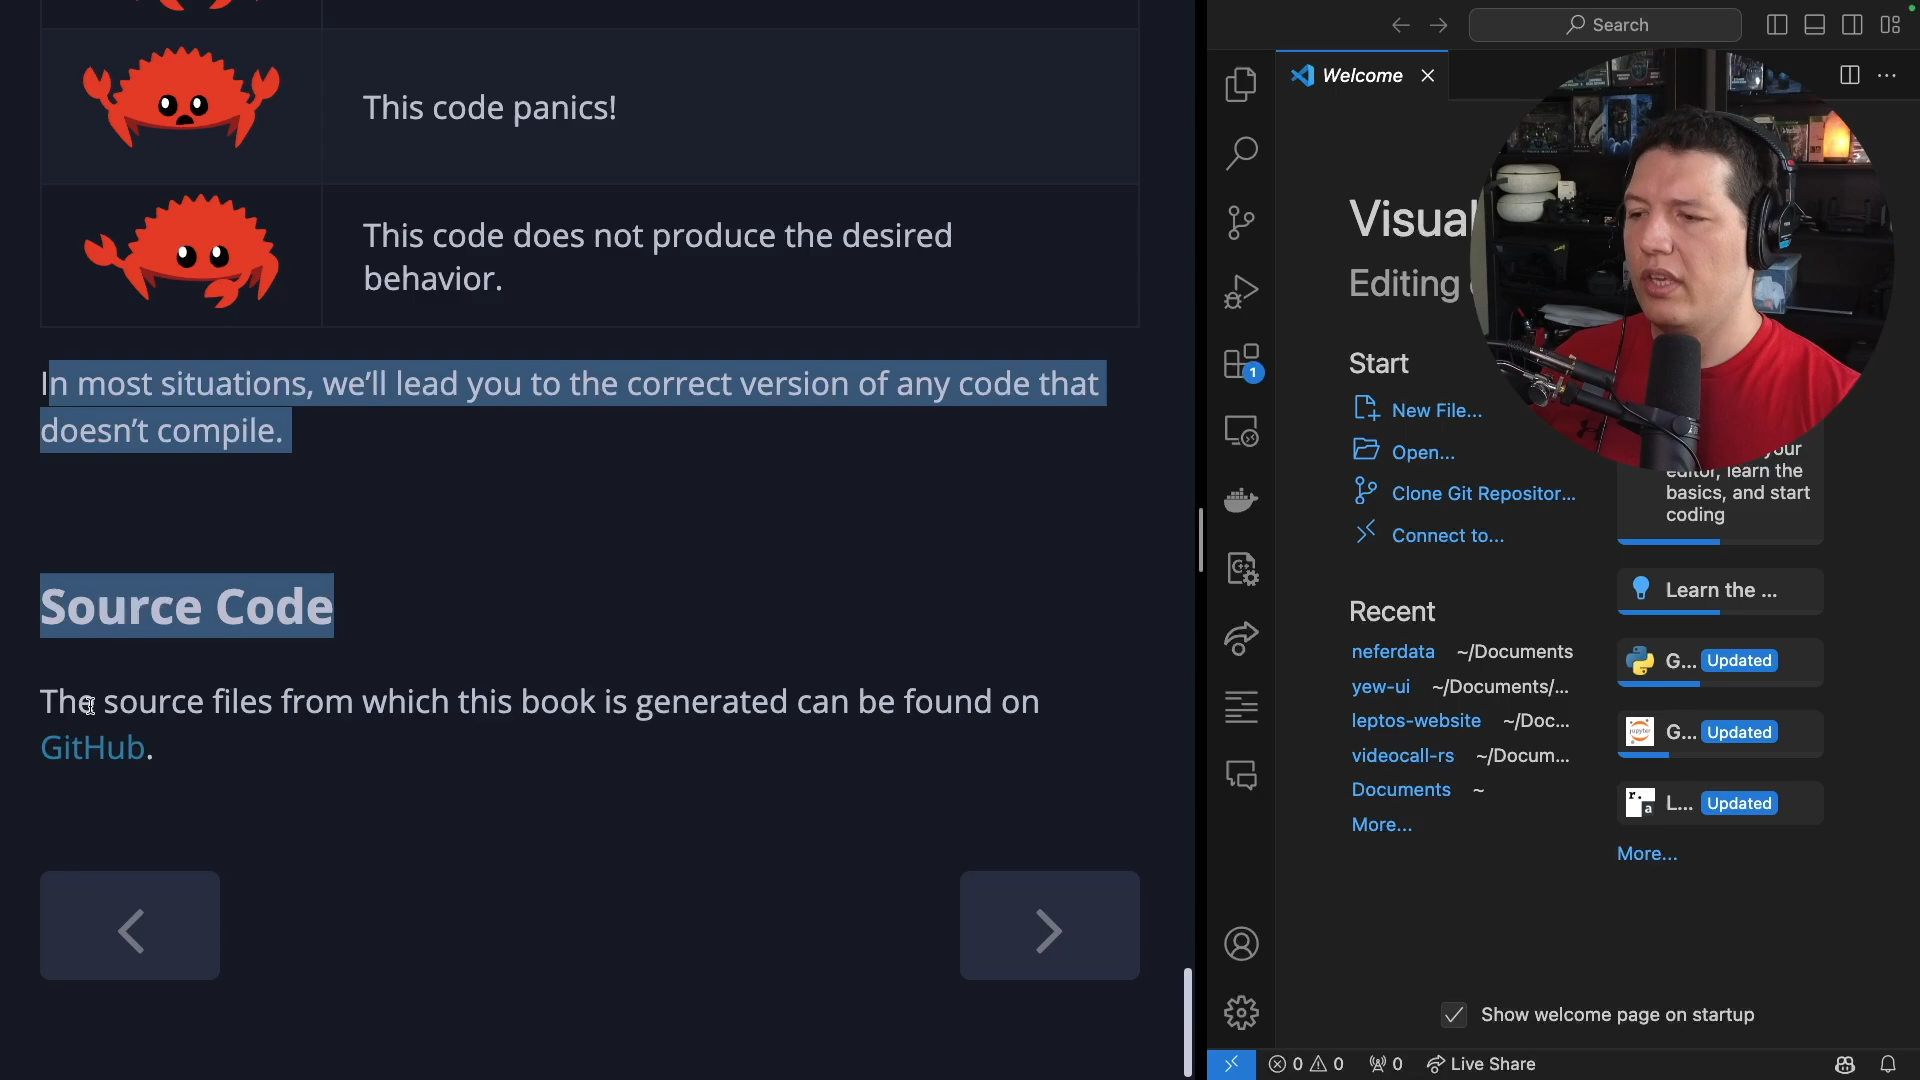 This code panics!
This code does not produce the desired
behavior.
In most situations, we’ll lead you to the correct version of any code that
doesn’t compile.
Source Code
The source files from which this book is generated can be found on
GitHub.
Search
Welcome
Visual
Editing
Start
New File...
Open...
Clone Git Repositor...
Connect to...
Recent
neferdata ~/Documents
yew-ui ~/Documents/...
leptos-website ~/Doc...
videocall-rs ~/Docum...
Documents ~
More...
your
editor, learn the
basics, and start
coding
Learn the ...
G... Updated
jupyter
G... Updated
r.
a
L... Updated
More...
1
Show welcome page on startup
0 0 0 Live Share